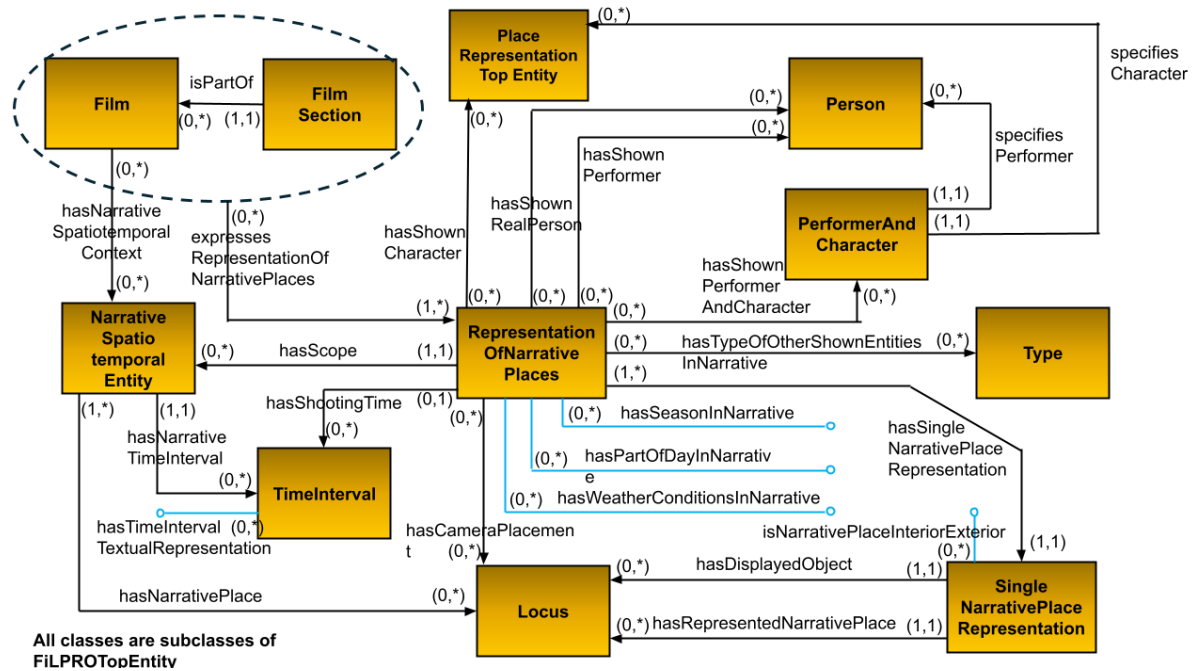 (0,*)
Place
Representation
Top Entity
specifies
Character
Film
isPartOf
Film
Section
(0,*)
(1,1)
(0,*)
(0,*)
Person
(0,*)
(0,*)
specifies
Performer
(0,*)
hasShown
Performer
(0,*)
hasNarrative
Spatiotemporal
Context
(0,*)
expresses
RepresentationOf
NarrativePlaces
hasShown
Character
hasShown
RealPerson
(1,1)
(1,1)
PerformerAnd
Character
hasShown
Performer
AndCharacter
(0,*)
(0,*)
(1,*)
(0,*)
(0,*)
(0,*)
(0,*)
Narrative
Spatio
temporal
Entity
(0,*)
hasScope
(1,1)
Representation
OfNarrative
Places
(0,*)
hasTypeOfOtherShownEntities
InNarrative
(0,*)
Type
(1,*)
(1,*)
(1,1)
hasShootingTime
(0,1)
(0,*)
(0,*)
hasSeasonInNarrative
hasSingle
NarrativePlace
Representation
hasNarrative
TimeInterval
(0,*)
(0,*)
TimeInterval
(0,*)
hasPartOfDayInNarrativ
e
(0,*)
hasWeatherConditionsInNarrative
hasTimeInterval
TextualRepresentation
(0,*)
hasCameraPlacemen
t
(0,*)
isNarrativePlaceInteriorExterior
(0,*)
(1,1)
(0,*)
hasDisplayedObject
(1,1)
Single
NarrativePlace
Representation
hasNarrativePlace
(0,*)
Locus
(0,*)
hasRepresentedNarrativePlace
(1,1)
All classes are subclasses of
FiLPROTopEntity